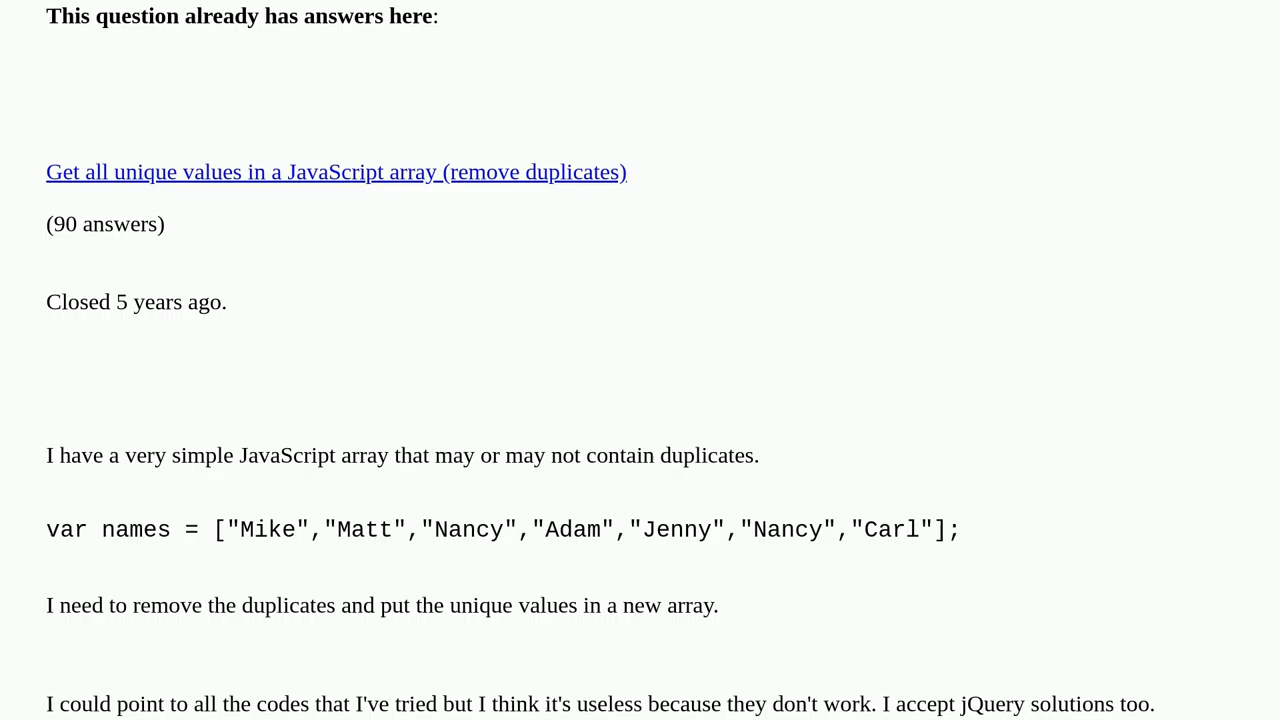 This question already has answers here:
Get all unique values in a JavaScript array (remove duplicates)
(90 answers)
Closed 5 years ago.
I have a very simple JavaScript array that may or may not contain duplicates.
var names = ["Mike","Matt","Nancy","Adam","Jenny","Nancy","Carl"];
I need to remove the duplicates and put the unique values in a new array.
I could point to all the codes that I've tried but I think it's useless because they don't work. I accept jQuery solutions too.